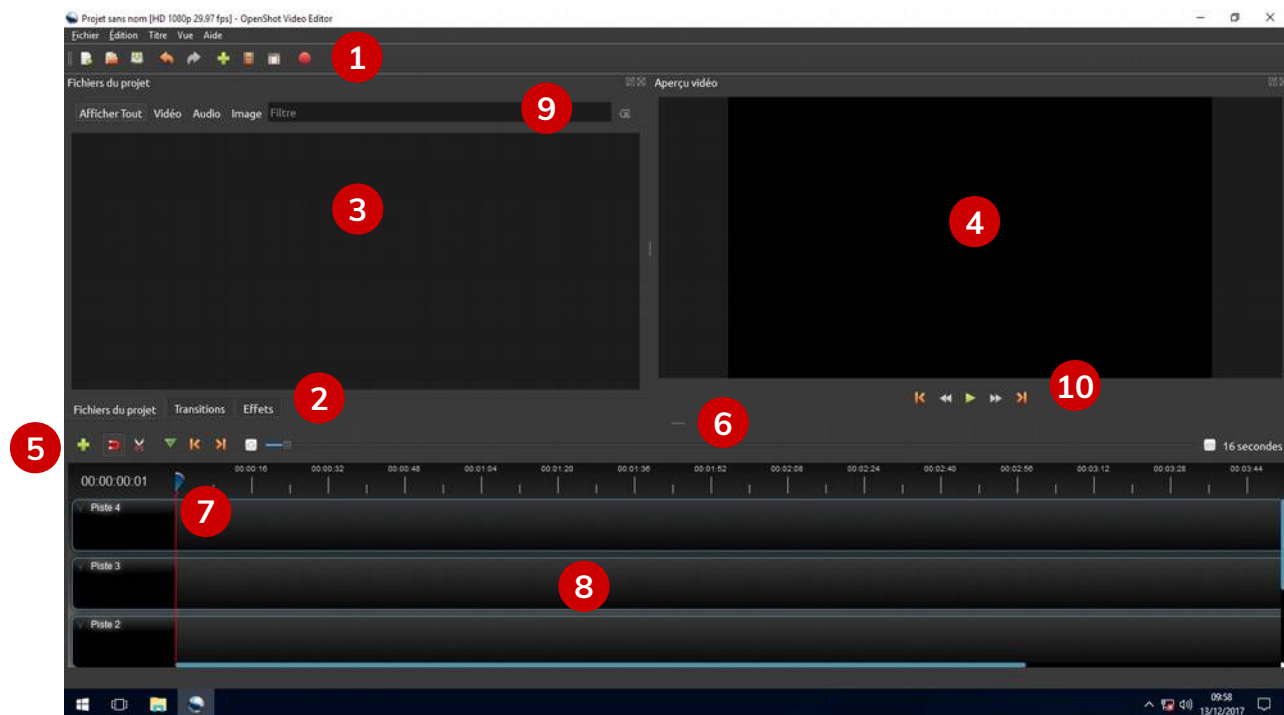 Projet sans nom [HD 1080p 29.97 fps] - OpenShot Video Editor
Fichier Édition Titre Vue Aide
1
Fichiers du projet
Aperçu vidéo
Afficher Tout Vidéo Audio Image Filtre
9
3
4
10
2
Fichiers du projet Transitions Effets
6
5
16 secondes
00:00:00:01
00:00:16 00:00:32 00:00:48 00:01:04 00:01:20 00:01:36 00:01:52 00:02:08 00:02:24 00:02:40 00:02:56 00:03:12 00:03:28 00:03:44
7
Piste 4
Piste 3
8
Piste 2
09:58
13/12/2017